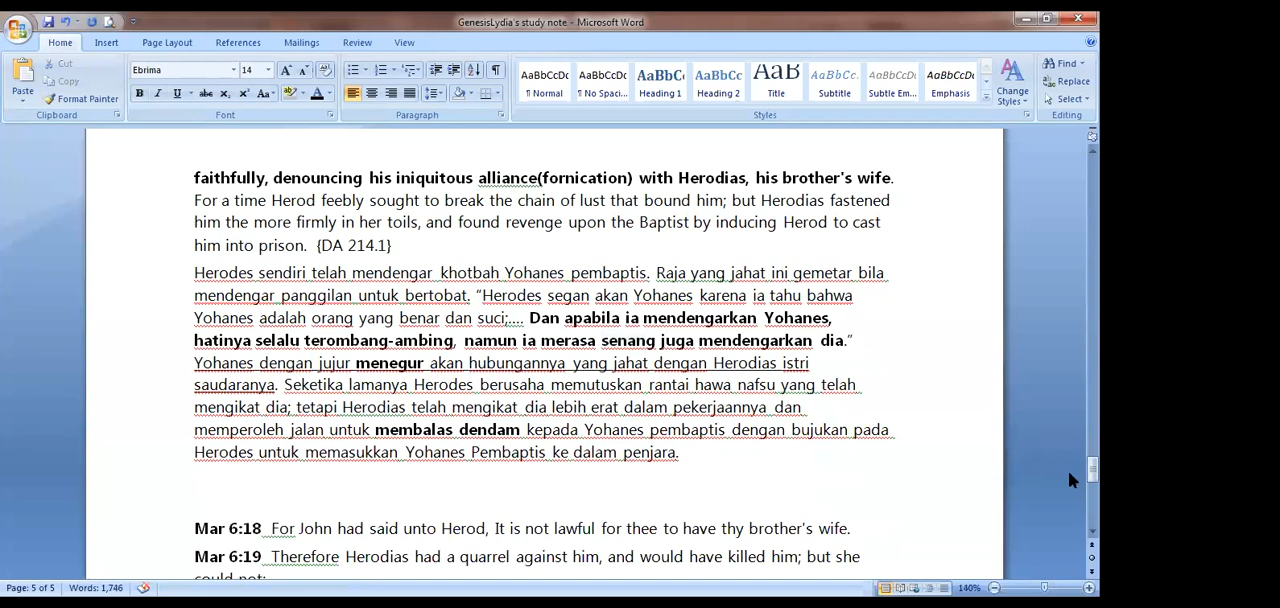 GenesisLydia's study note - Microsoft Word
Home Insert Page Layout References Mailings Review View
Paste
Cut
Copy
Format Painter
Clipboard
Ebrima 14
B I U abc x₂ x² Aa
Font
Paragraph
AaBbCcDc AaBbCcDc AaBbC( AaBbCc AaB AaBbCc. AaBbCcDc AaBbCcDc
¶ Normal ¶ No Spaci... Heading 1 Heading 2 Title Subtitle Subtle Em... Emphasis
Change
Styles
Styles
Find
Replace
Select
Editing
faithfully, denouncing his iniquitous alliance(fornication) with Herodias, his brother's wife.
For a time Herod feebly sought to break the chain of lust that bound him; but Herodias fastened
him the more firmly in her toils, and found revenge upon the Baptist by inducing Herod to cast
him into prison. {DA 214.1}
Herodes sendiri telah mendengar khotbah Yohanes pembaptis. Raja yang jahat ini gemetar bila
mendengar panggilan untuk bertobat. “Herodes segan akan Yohanes karena ia tahu bahwa
Yohanes adalah orang yang benar dan suci;.... Dan apabila ia mendengarkan Yohanes,
hatinya selalu terombang-ambing, namun ia merasa senang juga mendengarkan dia.”
Yohanes dengan jujur menegur akan hubungannya yang jahat dengan Herodias istri
saudaranya. Seketika lamanya Herodes berusaha memutuskan rantai hawa nafsu yang telah
mengikat dia; tetapi Herodias telah mengikat dia lebih erat dalam pekerjaannya dan
memperoleh jalan untuk membalas dendam kepada Yohanes pembaptis dengan bujukan pada
Herodes untuk memasukkan Yohanes Pembaptis ke dalam penjara.
Mar 6:18 For John had said unto Herod, It is not lawful for thee to have thy brother's wife.
Mar 6:19 Therefore Herodias had a quarrel against him, and would have killed him; but she
could not:
Page: 5 of 5 Words: 1,746 140%